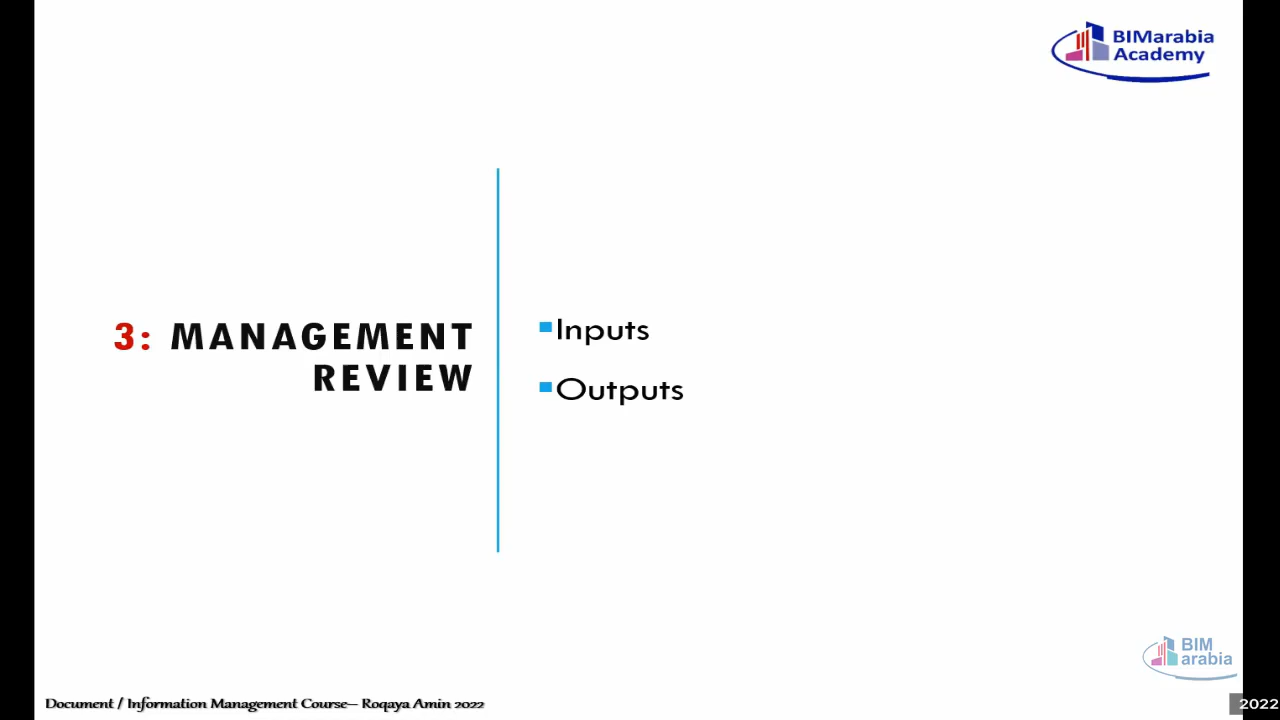 BIMarabia
Academy
3: MANAGEMENT
REVIEW
Inputs
Outputs
BIM
arabia
Document / Information Management Course– Roqaya Amin 2022
2022